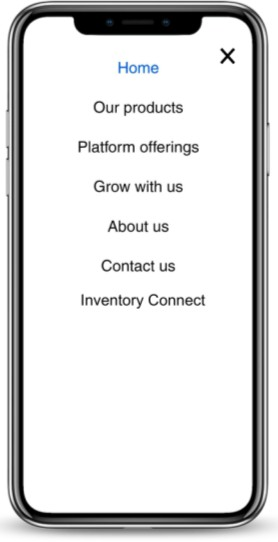 Home
Our products
Platform offerings
Grow with us
About us
Contact us
Inventory Connect